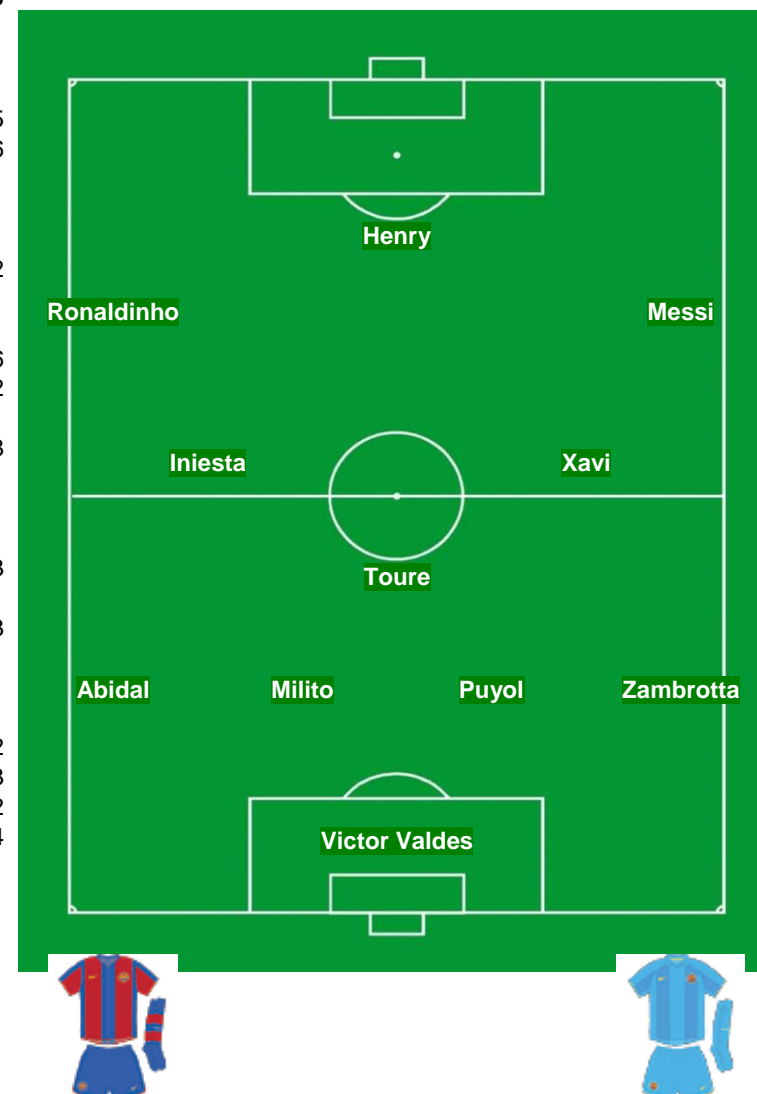 Henry
Ronaldinho Messi
Iniesta Xavi
Toure
Abidal Milito Puyol Zambrotta
Victor Valdes